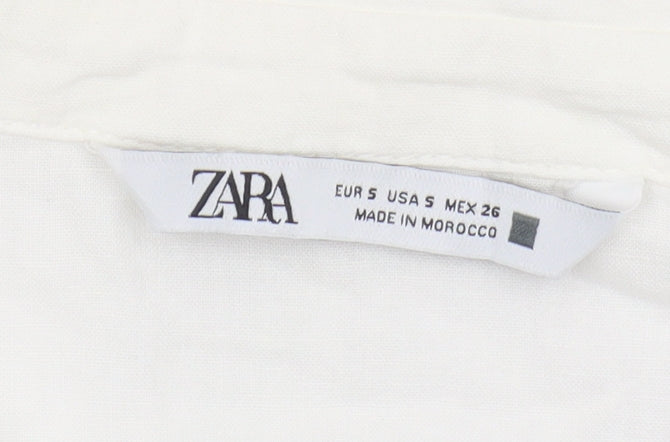 ZARA
EUR S USA S MEX 26
MADE IN MOROCCO